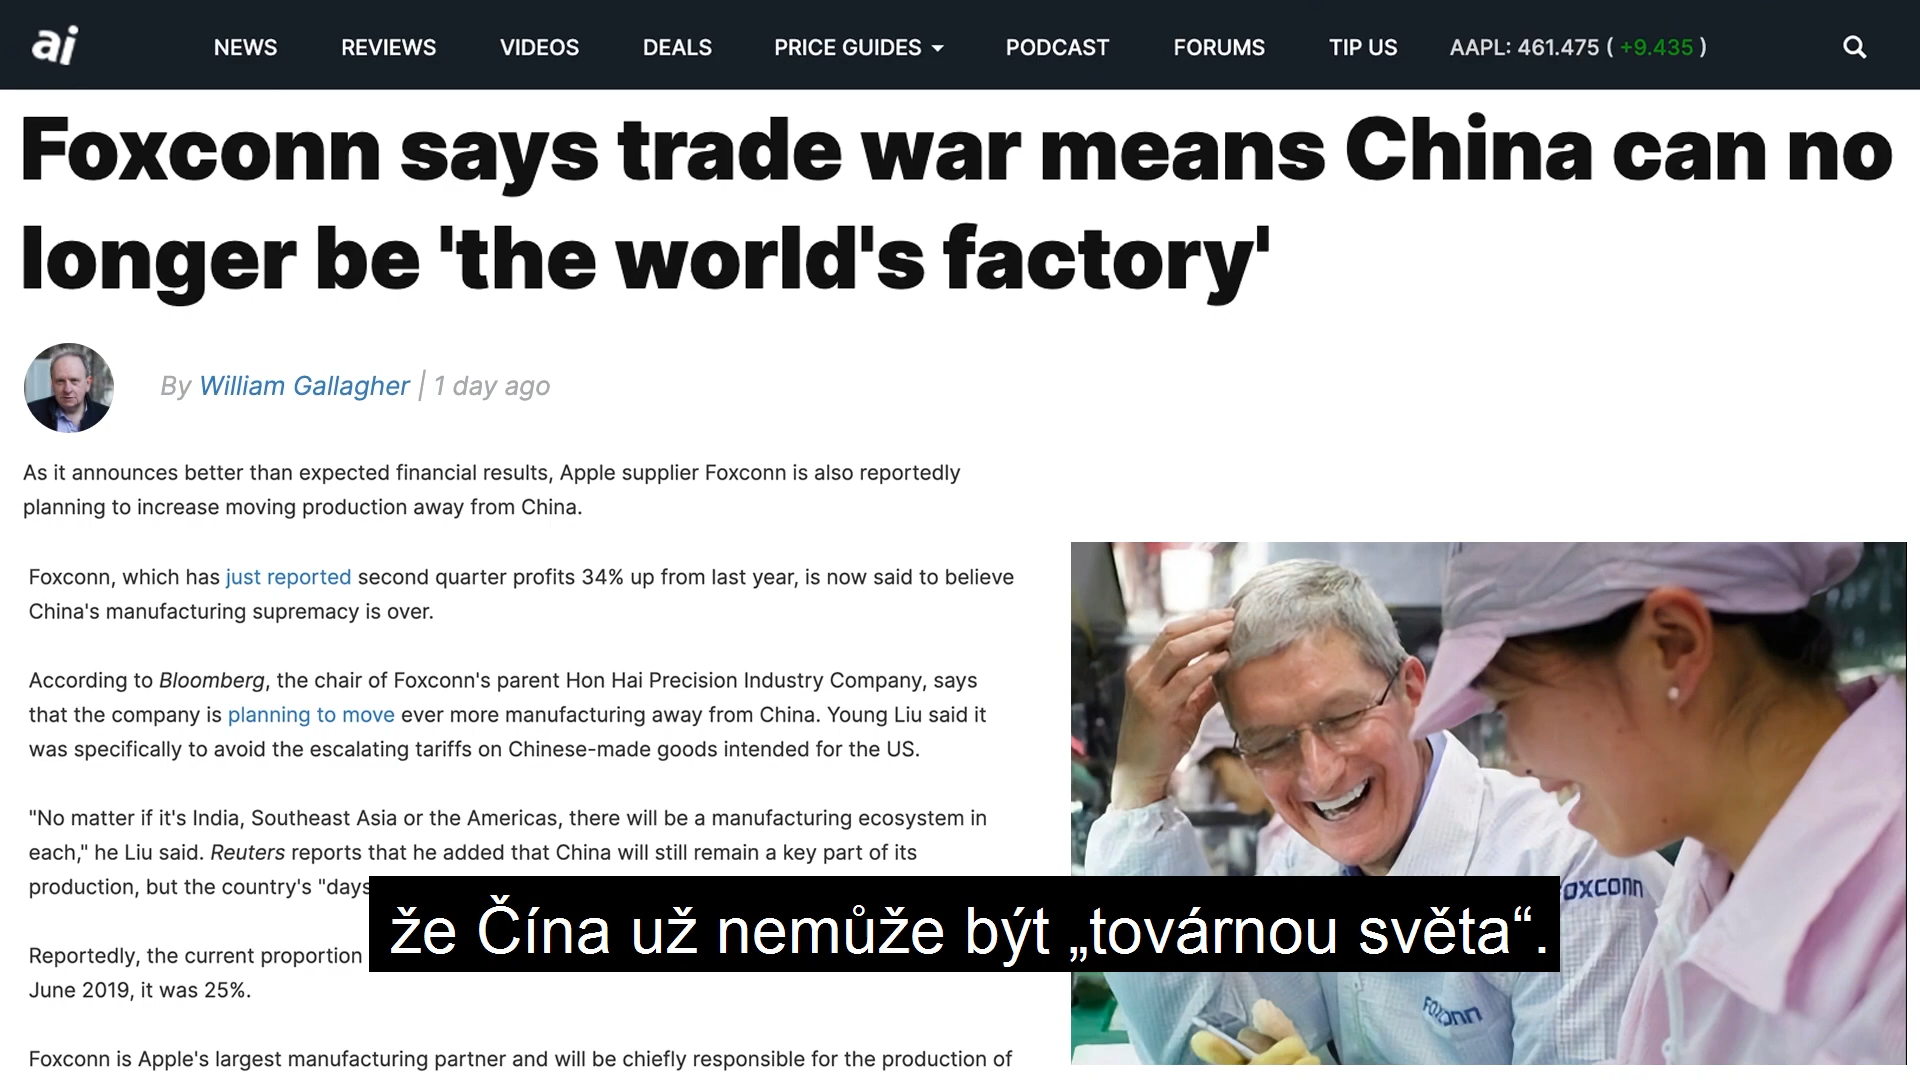 ai NEWS REVIEWS VIDEOS DEALS PRICE GUIDES PODCAST FORUMS TIP US AAPL: 461.475 ( +9.435 )
Foxconn says trade war means China can no
longer be 'the world's factory'
By William Gallagher | 1 day ago
As it announces better than expected financial results, Apple supplier Foxconn is also reportedly
planning to increase moving production away from China.
Foxconn, which has just reported second quarter profits 34% up from last year, is now said to believe
China's manufacturing supremacy is over.
According to Bloomberg, the chair of Foxconn's parent Hon Hai Precision Industry Company, says
that the company is planning to move ever more manufacturing away from China. Young Liu said it
was specifically to avoid the escalating tariffs on Chinese-made goods intended for the US.
"No matter if it's India, Southeast Asia or the Americas, there will be a manufacturing ecosystem in
each," he Liu said. Reuters reports that he added that China will still remain a key part of its
production, but the country's "days
že Čína už nemůže být „továrnou světa“.
Reportedly, the current proportion
June 2019, it was 25%.
Foxconn is Apple's largest manufacturing partner and will be chiefly responsible for the production of
FOXCONN